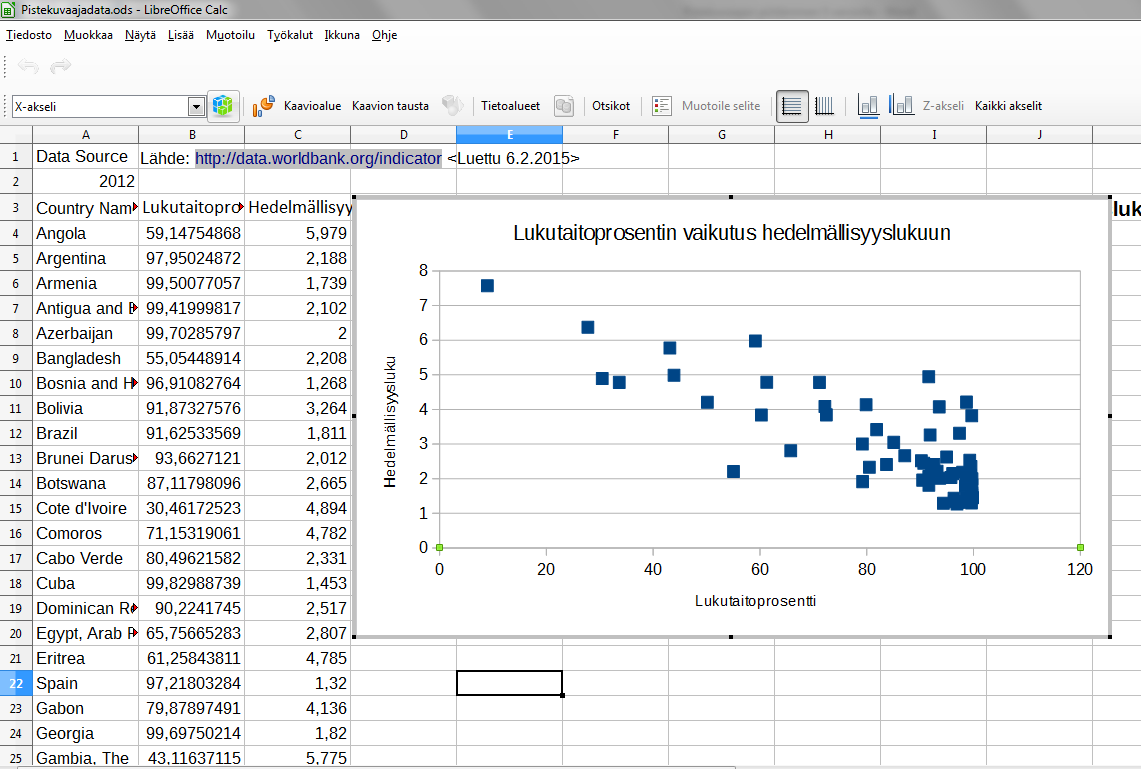 Pistekuvaajadata.ods - LibreOffice Calc
Tiedosto Muokkaa Näytä Lisää Muotoilu Työkalut Ikkuna Ohje
X-akseli Kaavioalue Kaavion tausta Tietoalueet Otsikot Muotoile selite Z-akseli Kaikki akselit
A B C D E F G H I J
1 Data Source Lähde: http://data.worldbank.org/indicator <Luettu 6.2.2015>
2 2012
3 Country Nam Lukutaitopro Hedelmällisyy luk
4 Angola 59,14754868 5,979
5 Argentina 97,95024872 2,188
6 Armenia 99,50077057 1,739
7 Antigua and B 99,41999817 2,102
8 Azerbaijan 99,70285797 2
9 Bangladesh 55,05448914 2,208
10 Bosnia and H 96,91082764 1,268
11 Bolivia 91,87327576 3,264
12 Brazil 91,62533569 1,811
13 Brunei Darus 93,6627121 2,012
14 Botswana 87,11798096 2,665
15 Cote d'Ivoire 30,46172523 4,894
16 Comoros 71,15319061 4,782
17 Cabo Verde 80,49621582 2,331
18 Cuba 99,82988739 1,453
19 Dominican Re 90,2241745 2,517
20 Egypt, Arab R 65,75665283 2,807
21 Eritrea 61,25843811 4,785
22 Spain 97,21803284 1,32
23 Gabon 79,87897491 4,136
24 Georgia 99,69750214 1,82
25 Gambia, The 43,11637115 5,775
Lukutaitoprosentin vaikutus hedelmällisyyslukuun
Hedelmällisyysluku
8
7
6
5
4
3
2
1
0
0 20 40 60 80 100 120
Lukutaitoprosentti